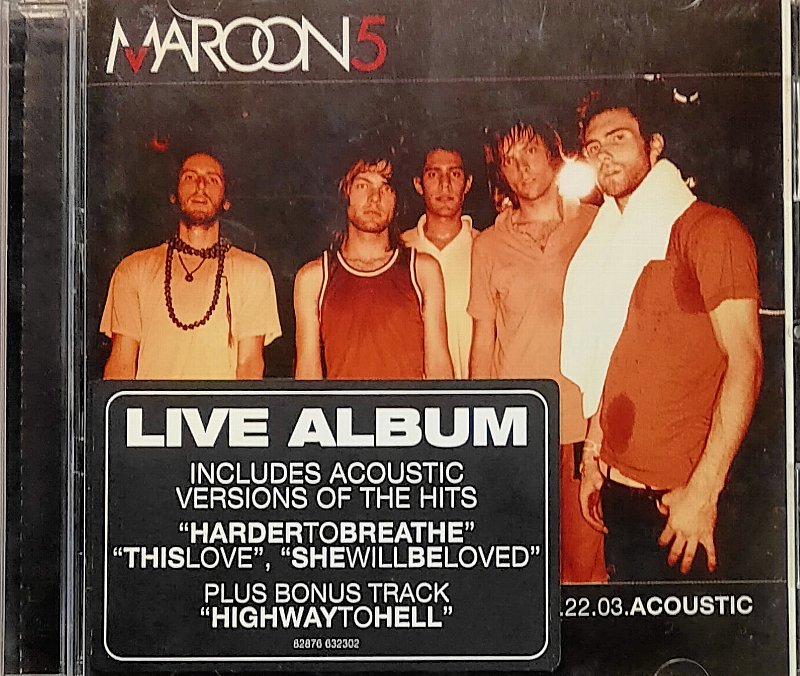 MAROON5
LIVE ALBUM
INCLUDES ACOUSTIC
VERSIONS OF THE HITS
“HARDERTOBREATHE”
“THISLOVE”, “SHEWILLBELOVED”
PLUS BONUS TRACK
“HIGHWAYTOHELL”
82876 632302
.22.03.ACOUSTIC